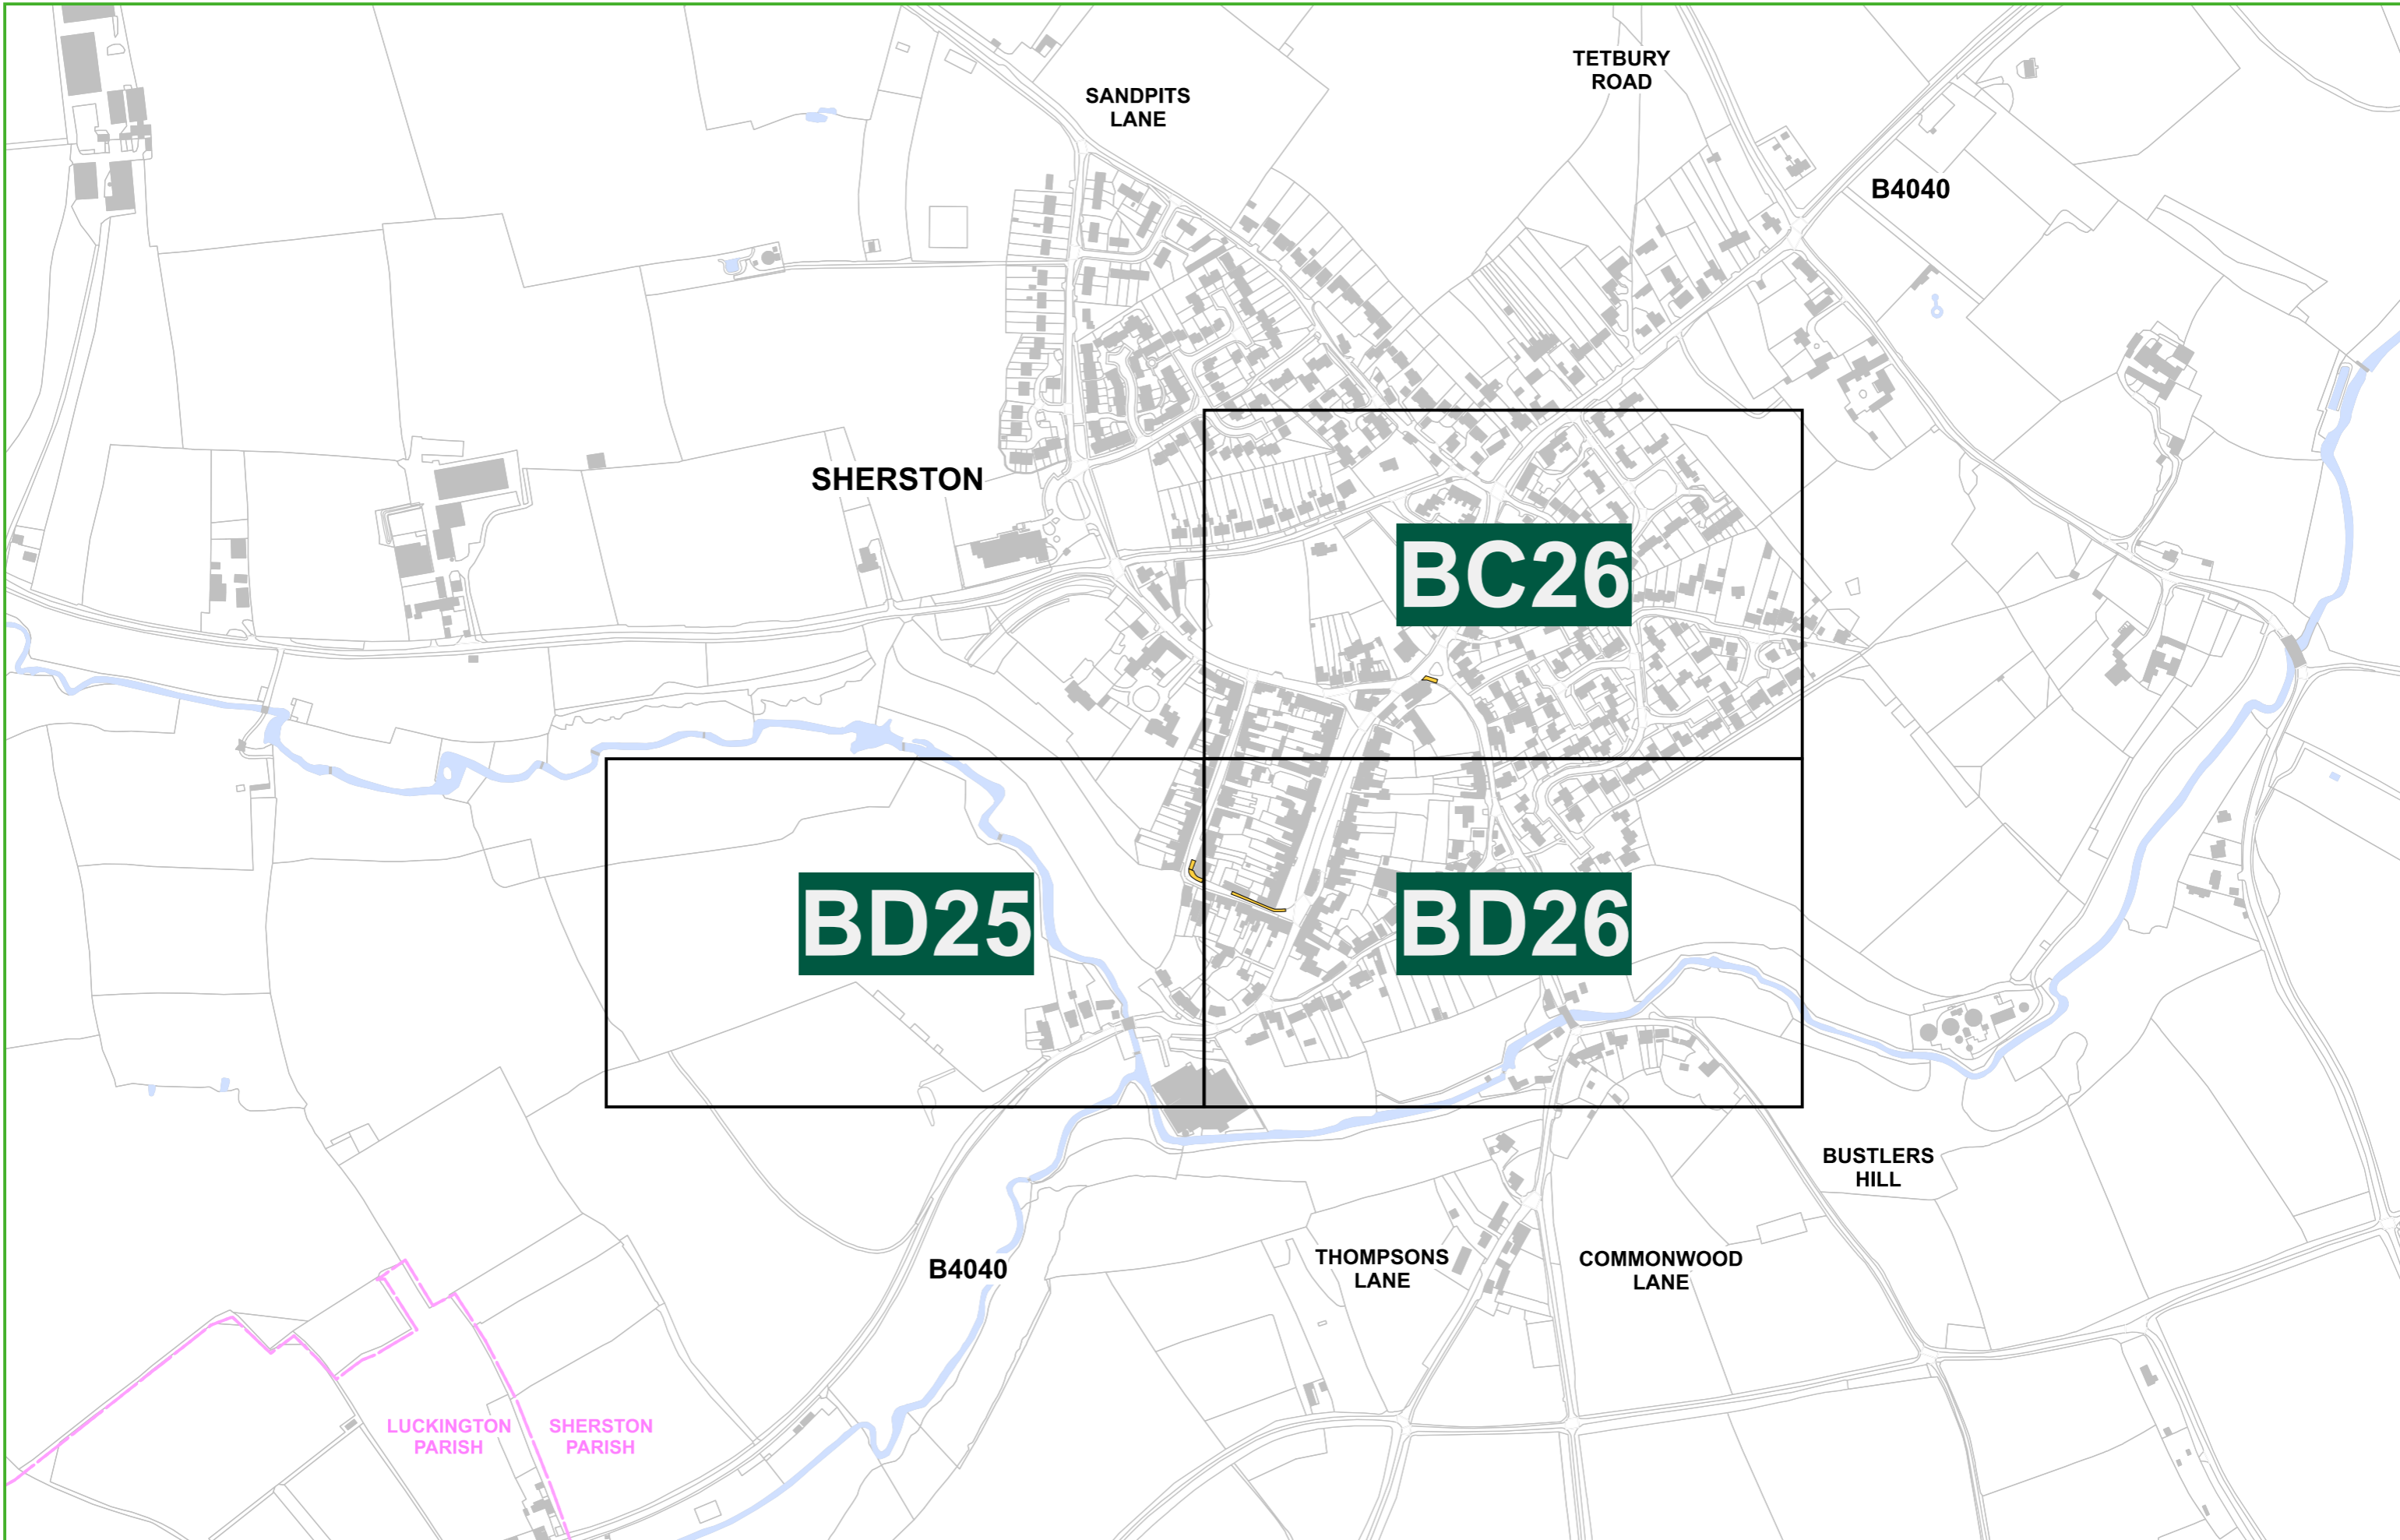 TETBURY
ROAD
SANDPITS
LANE
B4040
SHERSTON
BC26
BD25
BD26
BUSTLERS
HILL
THOMPSONS
LANE
COMMONWOOD
LANE
B4040
LUCKINGTON
PARISH
SHERSTON
PARISH